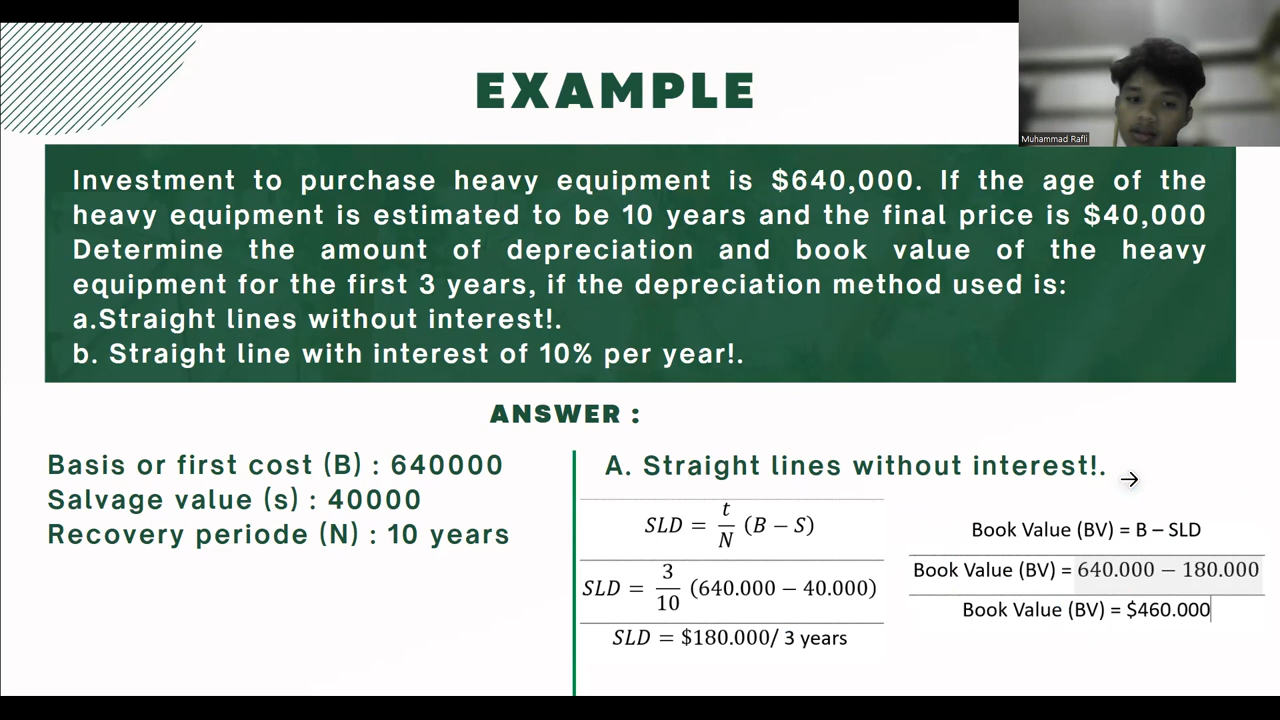 EXAMPLE
Muhammad Rafli
Investment to purchase heavy equipment is $640,000. If the age of the
heavy equipment is estimated to be 10 years and the final price is $40,000
Determine the amount of depreciation and book value of the heavy
equipment for the first 3 years, if the depreciation method used is:
a.Straight lines without interest!.
b. Straight line with interest of 10% per year!.
ANSWER :
Basis or first cost (B) : 640000
Salvage value (s) : 40000
Recovery periode (N) : 10 years
A. Straight lines without interest!.
SLD = t/N (B – S)
SLD = 3/10 (640.000 – 40.000)
SLD = $180.000/ 3 years
Book Value (BV) = B – SLD
Book Value (BV) = 640.000 – 180.000
Book Value (BV) = $460.000